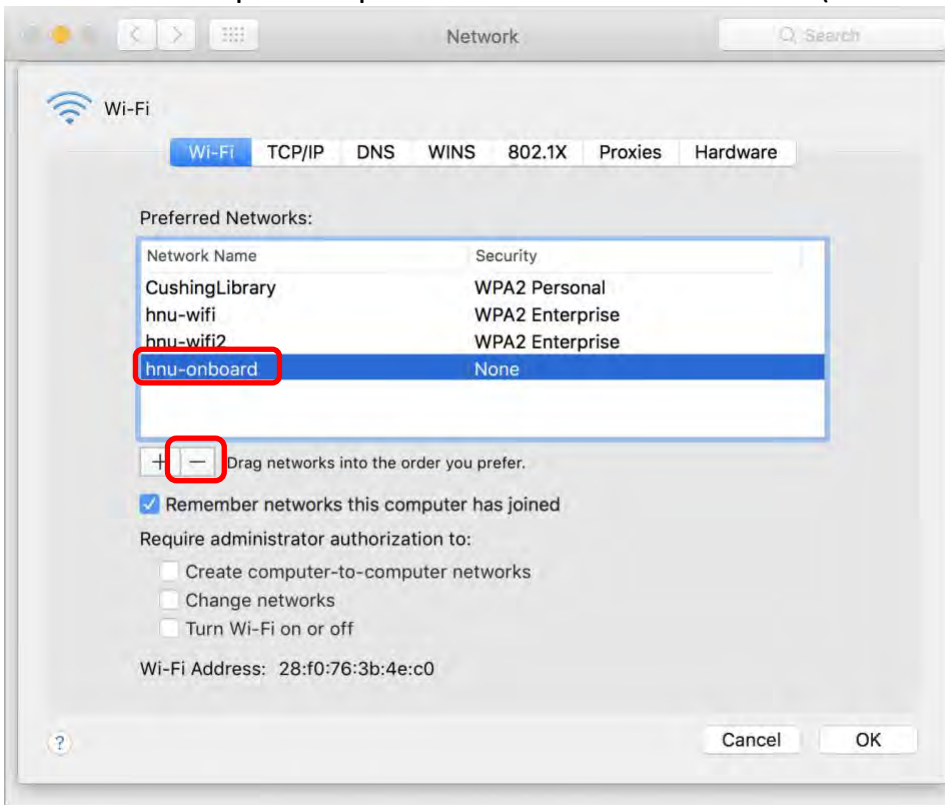 Network
Search
Wi-Fi
Wi-Fi TCP/IP DNS WINS 802.1X Proxies Hardware
Preferred Networks:
Network Name Security
CushingLibrary WPA2 Personal
hnu-wifi WPA2 Enterprise
hnu-wifi2 WPA2 Enterprise
hnu-onboard None
+ − Drag networks into the order you prefer.
Remember networks this computer has joined
Require administrator authorization to:
Create computer-to-computer networks
Change networks
Turn Wi-Fi on or off
Wi-Fi Address: 28:f0:76:3b:4e:c0
? Cancel OK